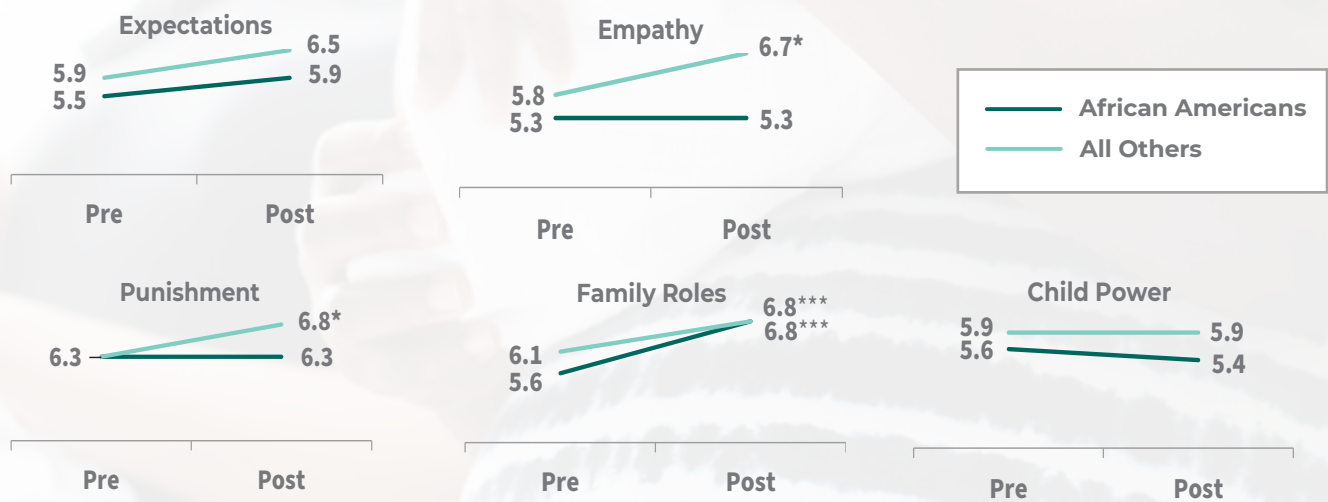 Expectations
5.9
5.5
6.5
5.9
Pre
Post
Empathy
5.8
5.3
6.7*
5.3
Pre
Post
African Americans
All Others
Punishment
6.3
6.8*
6.3
Pre
Post
Family Roles
6.1
5.6
6.8***
6.8***
Pre
Post
Child Power
5.9
5.6
5.9
5.4
Pre
Post